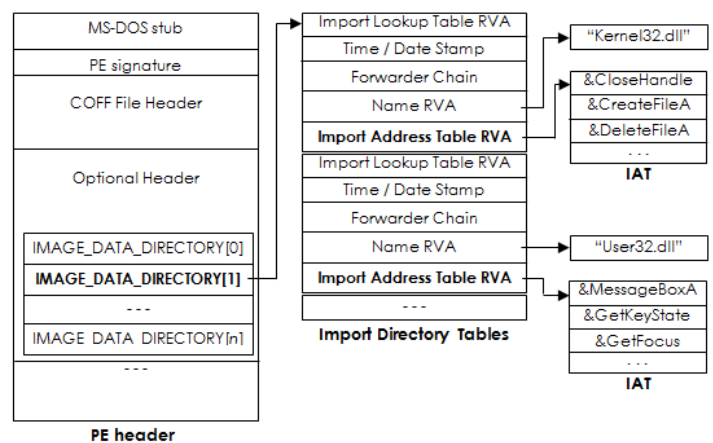 MS-DOS stub
PE signature
COFF File Header
Optional Header
IMAGE_DATA_DIRECTORY[0]
IMAGE_DATA_DIRECTORY[1]
- - -
IMAGE_DATA_DIRECTORY[n]
- - -
PE header
Import Lookup Table RVA
Time / Date Stamp
Forwarder Chain
Name RVA
Import Address Table RVA
Import Lookup Table RVA
Time / Date Stamp
Forwarder Chain
Name RVA
Import Address Table RVA
- - -
Import Directory Tables
“Kernel32.dll”
&CloseHandle
&CreateFileA
&DeleteFileA
. . .
IAT
“User32.dll”
&MessageBoxA
&GetKeyState
&GetFocus
. . .
IAT